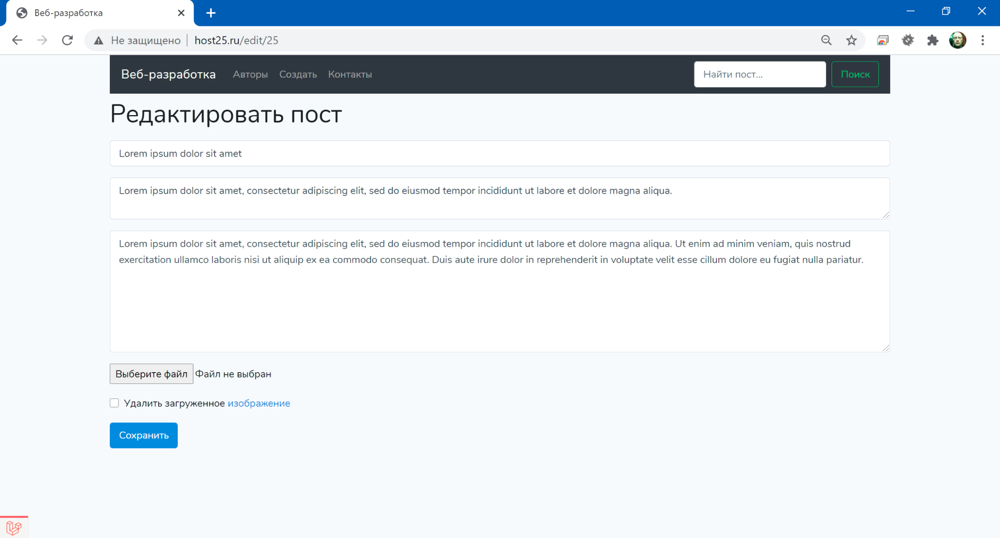 Веб-разработка
Не защищено host25.ru/edit/25
Веб-разработка Авторы Создать Контакты Найти пост... Поиск
Редактировать пост
Lorem ipsum dolor sit amet
Lorem ipsum dolor sit amet, consectetur adipiscing elit, sed do eiusmod tempor incididunt ut labore et dolore magna aliqua.
Lorem ipsum dolor sit amet, consectetur adipiscing elit, sed do eiusmod tempor incididunt ut labore et dolore magna aliqua. Ut enim ad minim veniam, quis nostrud
exercitation ullamco laboris nisi ut aliquip ex ea commodo consequat. Duis aute irure dolor in reprehenderit in voluptate velit esse cillum dolore eu fugiat nulla pariatur.
Выберите файл Файл не выбран
Удалить загруженное изображение
Сохранить